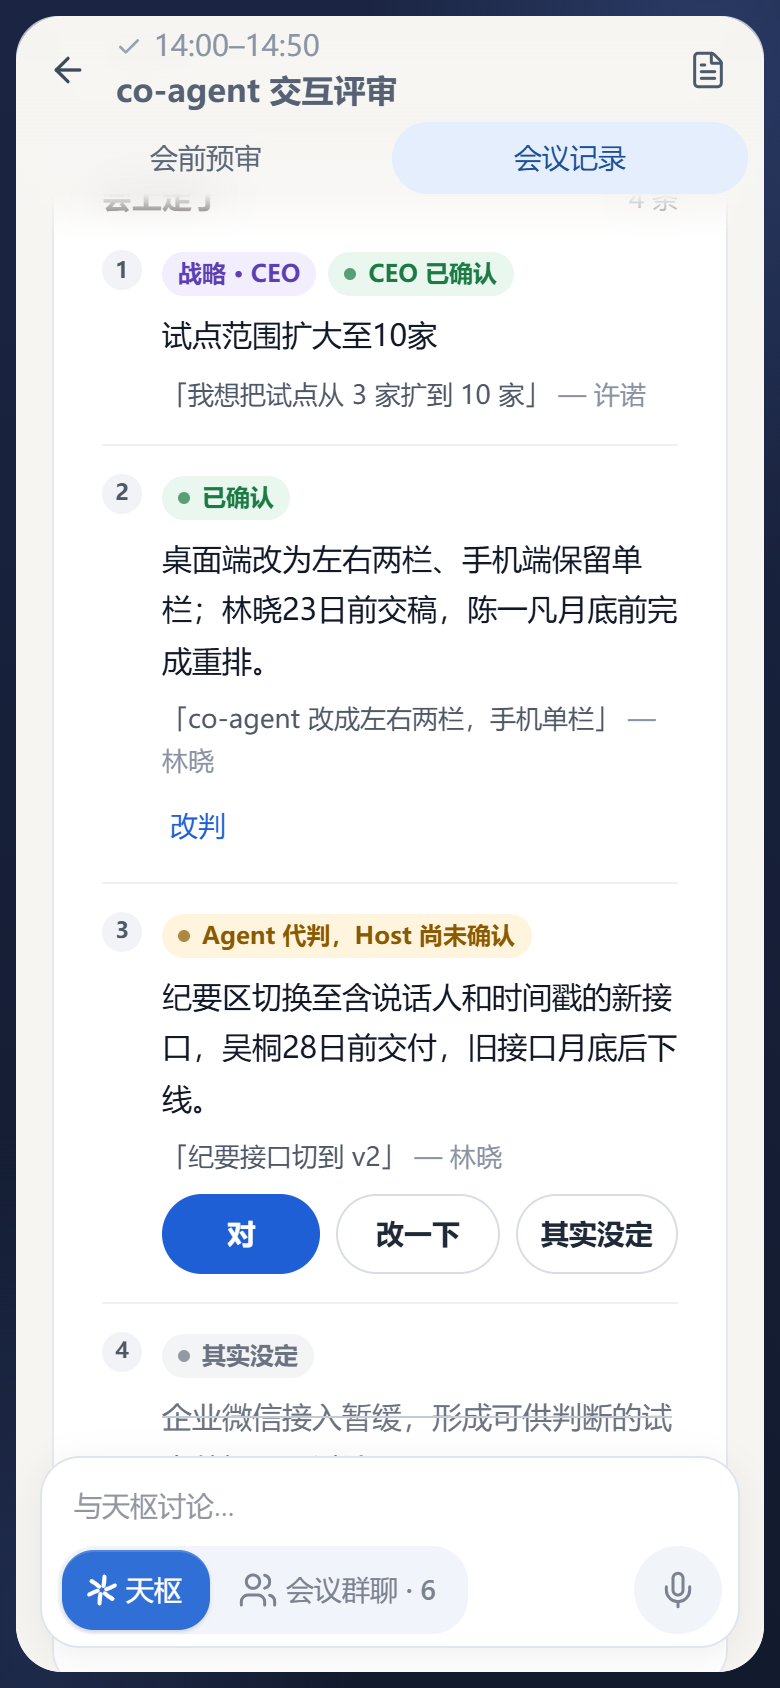 14:00–14:50
co-agent 交互评审
会前预审
会议记录
会上定了
4 条
1
战略·CEO
CEO 已确认
试点范围扩大至10家
「我想把试点从 3 家扩到 10 家」 — 许诺
2
已确认
桌面端改为左右两栏、手机端保留单
栏；林晓23日前交稿，陈一凡月底前完
成重排。
「co-agent 改成左右两栏，手机单栏」 —
林晓
改判
3
Agent 代判，Host 尚未确认
纪要区切换至含说话人和时间戳的新接
口，吴桐28日前交付，旧接口月底后下
线。
「纪要接口切到 v2」 — 林晓
对
改一下
其实没定
4
其实没定
企业微信接入暂缓，形成可供判断的试
与天枢讨论...
天枢
会议群聊 · 6